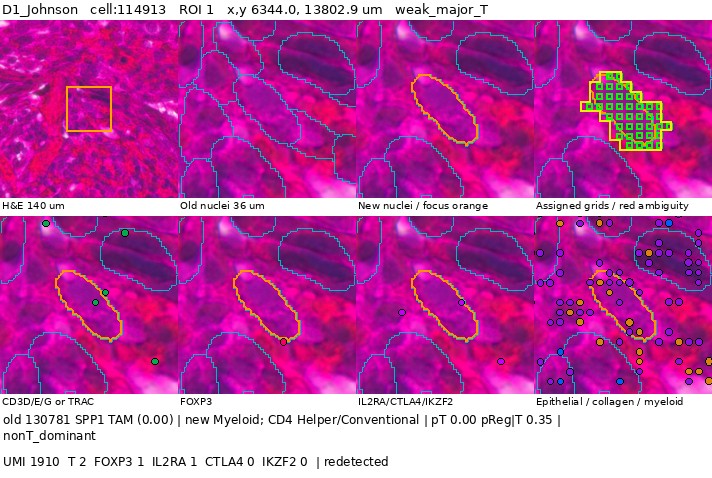 D1_Johnson cell:114913 ROI 1 x,y 6344.0, 13802.9 um weak_major_T
H&E 140 um
Old nuclei 36 um
New nuclei / focus orange
Assigned grids / red ambiguity
CD3D/E/G or TRAC
FOXP3
IL2RA/CTLA4/IKZF2
Epithelial / collagen / myeloid
old 130781 SPP1 TAM (0.00) | new Myeloid; CD4 Helper/Conventional | pT 0.00 pReg|T 0.35 |
nonT_dominant
UMI 1910 T 2 FOXP3 1 IL2RA 1 CTLA4 0 IKZF2 0 | redetected